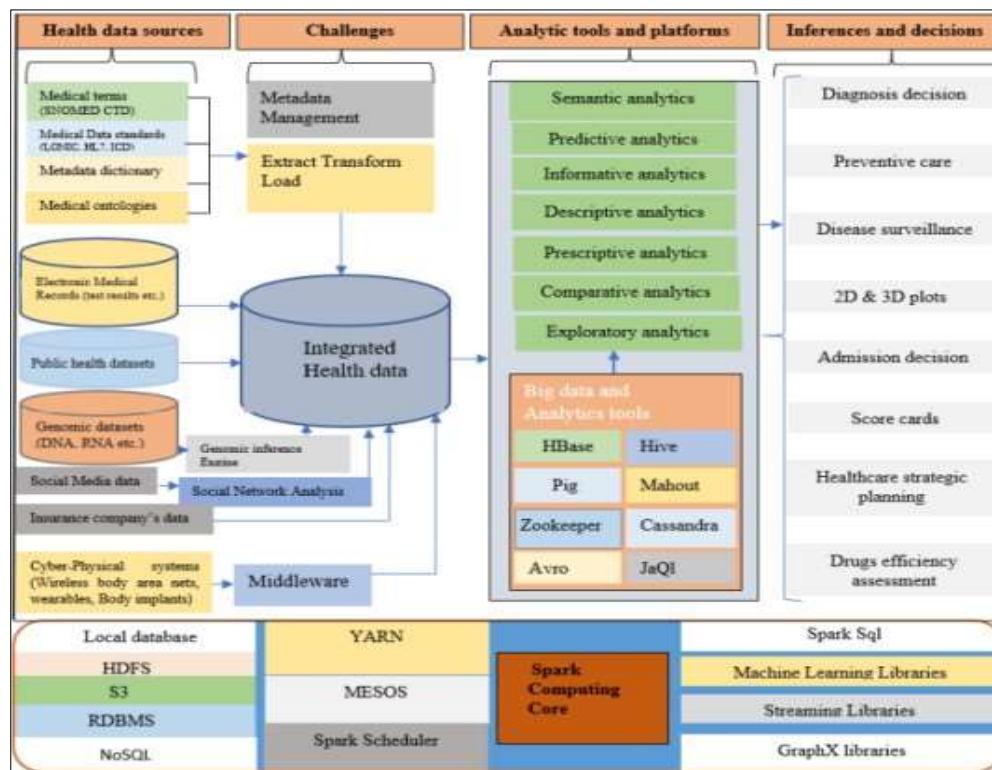 Health data sources
Challenges
Analytic tools and platforms
Inferences and decisions
Medical terms
(SNOMED CTD)
Medical Data standards
(LONIC, HL7, ICD)
Metadata dictionary
Medical ontologies
Electronic Medical
Records (test results etc.)
Public health datasets
Genomic datasets
(DNA, RNA etc.)
Social Media data
Insurance company's data
Cyber-Physical systems
(Wireless body area nets,
wearables, Body implants)
Metadata
Management
Extract Transform
Load
Integrated
Health data
Genomic inference
Engine
Social Network Analysis
Middleware
Semantic analytics
Predictive analytics
Informative analytics
Descriptive analytics
Prescriptive analytics
Comparative analytics
Exploratory analytics
Big data and
Analytics tools
HBase
Hive
Pig
Mahout
Zookeeper
Cassandra
Avro
JaQl
Diagnosis decision
Preventive care
Disease surveillance
2D & 3D plots
Admission decision
Score cards
Healthcare strategic
planning
Drugs efficiency
assessment
Local database
HDFS
S3
RDBMS
NoSQL
YARN
MESOS
Spark Scheduler
Spark
Computing
Core
Spark Sql
Machine Learning Libraries
Streaming Libraries
GraphX libraries